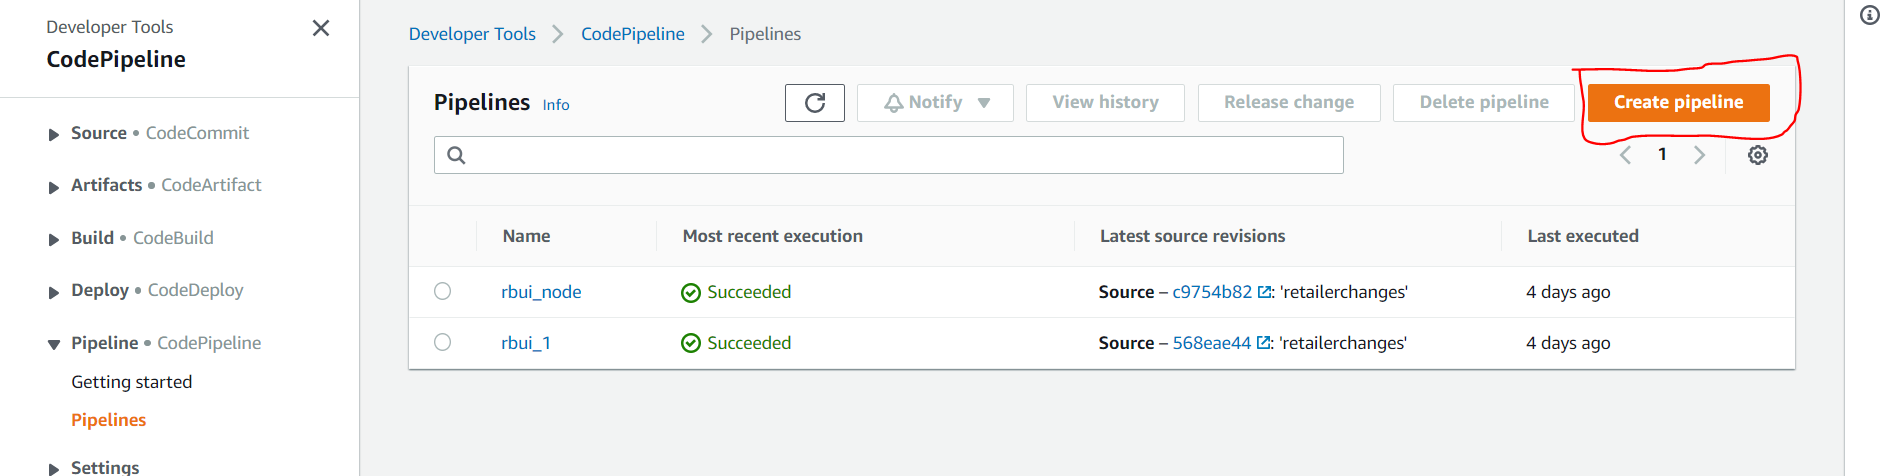 Developer Tools
CodePipeline
Source • CodeCommit
Artifacts • CodeArtifact
Build • CodeBuild
Deploy • CodeDeploy
Pipeline • CodePipeline
Getting started
Pipelines
Settings
Developer Tools > CodePipeline > Pipelines
Pipelines Info
Notify
View history
Release change
Delete pipeline
Create pipeline
1
Name Most recent execution Latest source revisions Last executed
rbui_node Succeeded Source – c9754b82: 'retailerchanges' 4 days ago
rbui_1 Succeeded Source – 568eae44: 'retailerchanges' 4 days ago